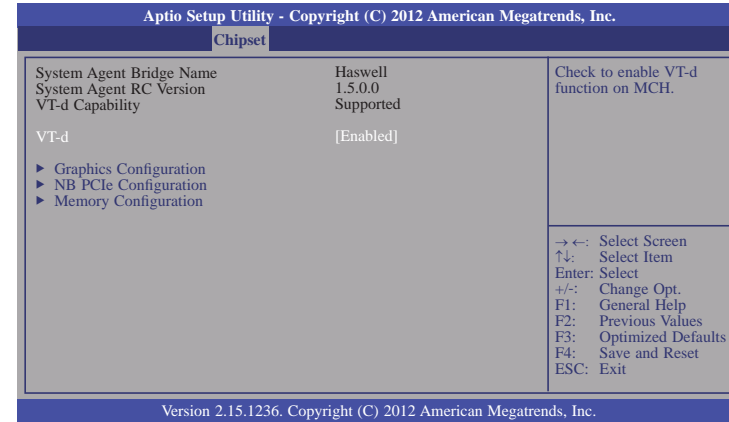 Aptio Setup Utility - Copyright (C) 2012 American Megatrends, Inc.
Chipset
System Agent Bridge Name Haswell
System Agent RC Version 1.5.0.0
VT-d Capability Supported
VT-d [Enabled]
▶ Graphics Configuration
▶ NB PCIe Configuration
▶ Memory Configuration
Check to enable VT-d
function on MCH.
→←: Select Screen
↑↓: Select Item
Enter: Select
+/-: Change Opt.
F1: General Help
F2: Previous Values
F3: Optimized Defaults
F4: Save and Reset
ESC: Exit
Version 2.15.1236. Copyright (C) 2012 American Megatrends, Inc.